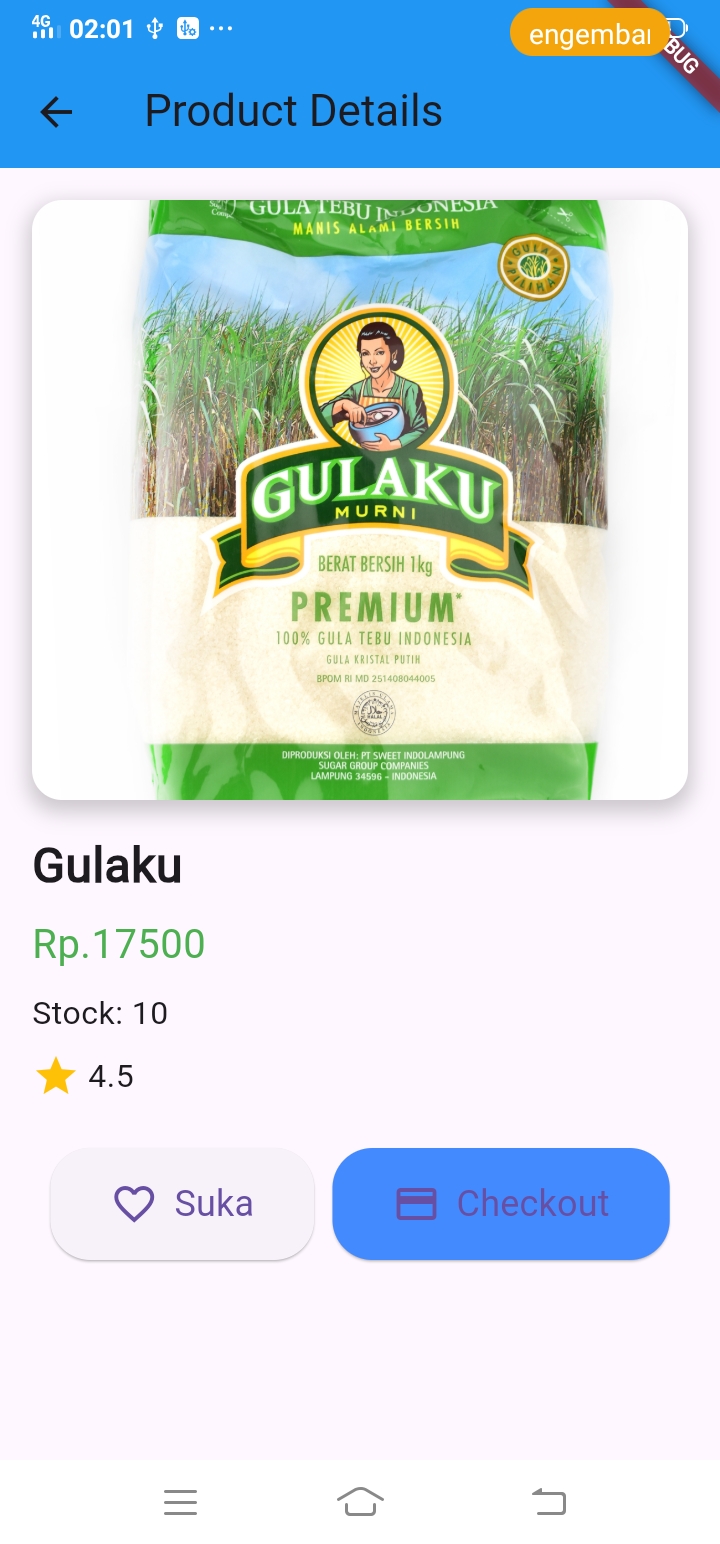 4G 02:01 ...
engemba
BUG
Product Details
GULA TEBU INDONESIA
MANIS ALAMI BERSIH
GULA
PILIHAN
GULAKU
MURNI
BERAT BERSIH 1kg
PREMIUM*
100% GULA TEBU INDONESIA
GULA KRISTAL PUTIH
BPOM RI MD 251408044005
HALAL
DIPRODUKSI OLEH: PT SWEET INDOLAMPUNG
SUGAR GROUP COMPANIES
LAMPUNG 34596 - INDONESIA
Gulaku
Rp.17500
Stock: 10
4.5
Suka
Checkout